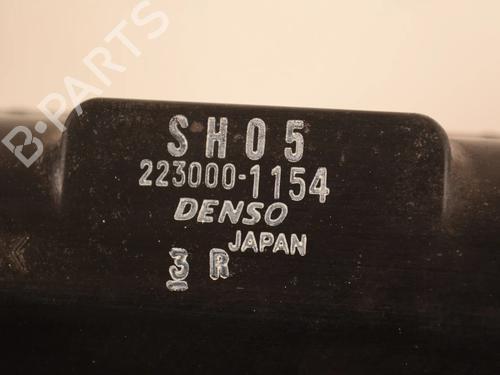 B-PARTS
SH05
223000-1154
DENSO
JAPAN
3 R